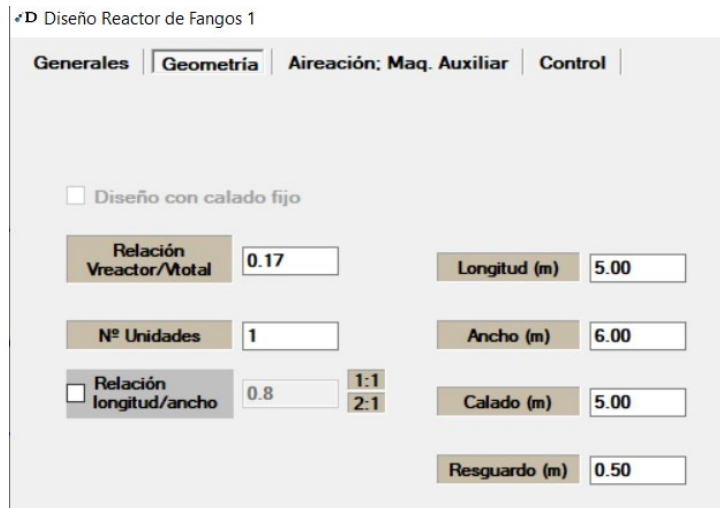 D Diseño Reactor de Fangos 1
Generales Geometría Aireación; Maq. Auxiliar Control
Diseño con calado fijo
Relación
Vreactor/Vtotal
0.17
Longitud (m) 5.00
Nº Unidades 1
Ancho (m) 6.00
Relación
longitud/ancho
0.8
1:1
2:1
Calado (m) 5.00
Resguardo (m) 0.50